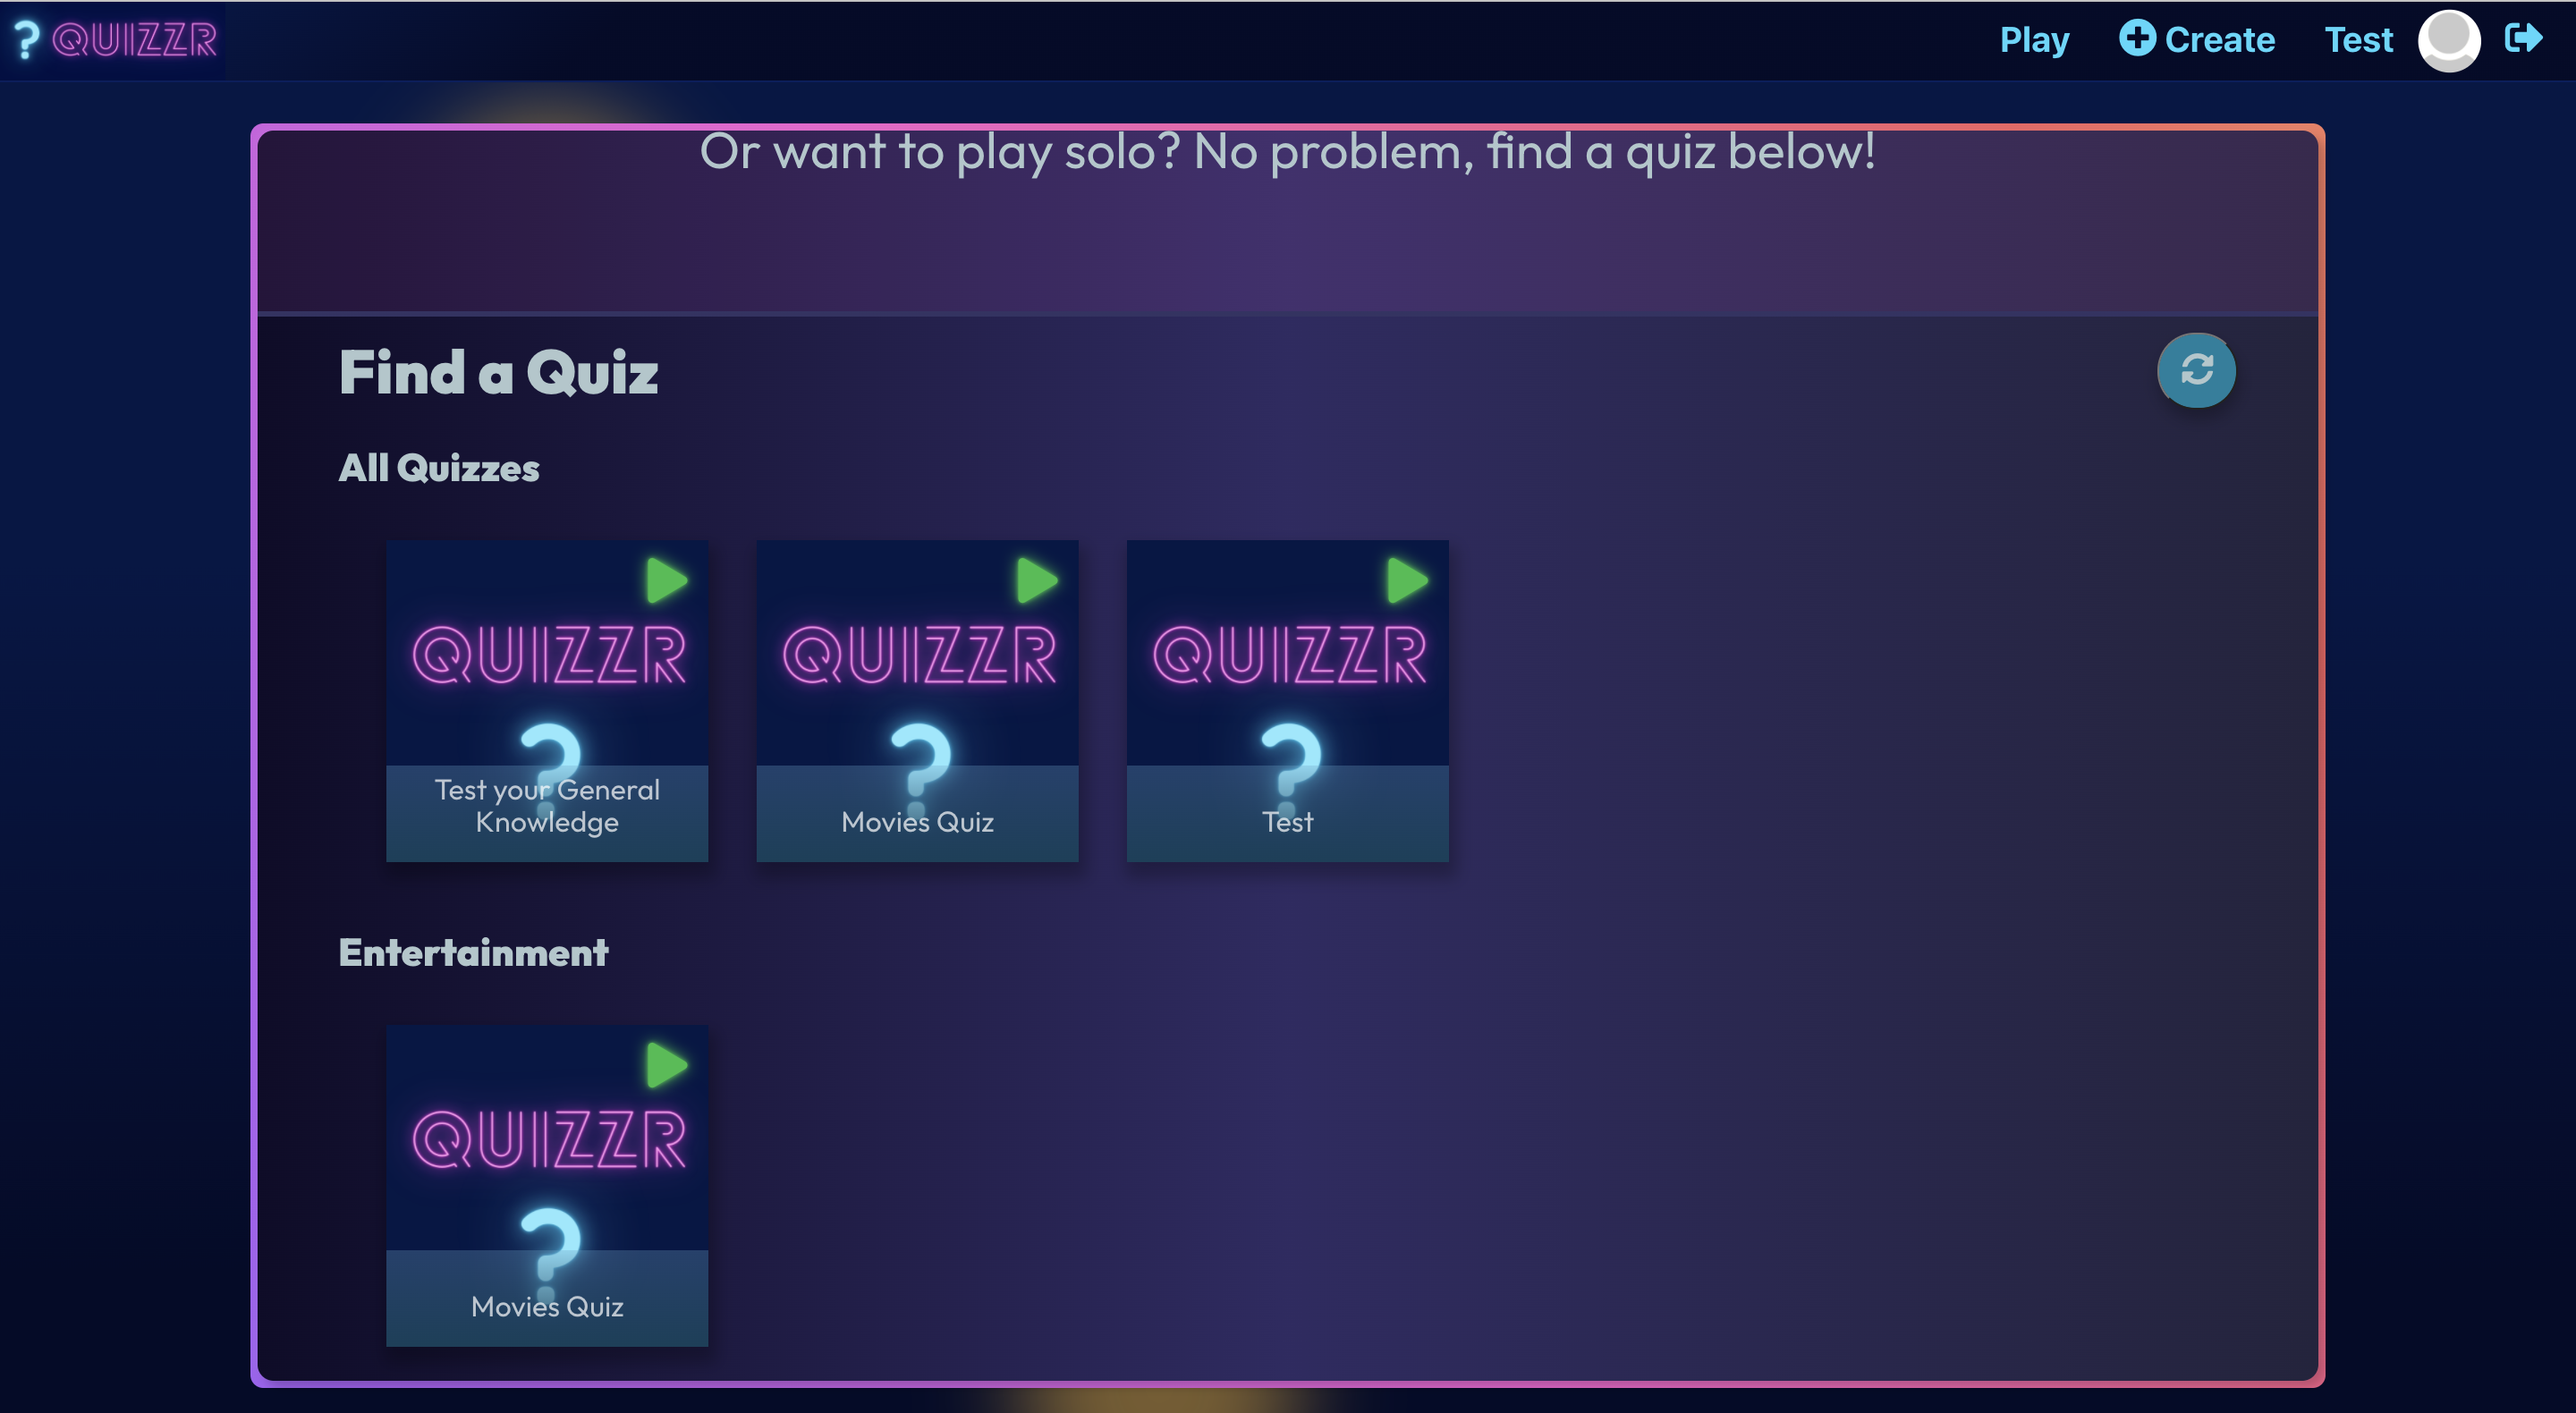 ? QUIZZR
Play
Create
Test
Or want to play solo? No problem, find a quiz below!
Find a Quiz
All Quizzes
QUIZZR
?
Test your General
Knowledge
QUIZZR
?
Movies Quiz
QUIZZR
?
Test
Entertainment
QUIZZR
?
Movies Quiz